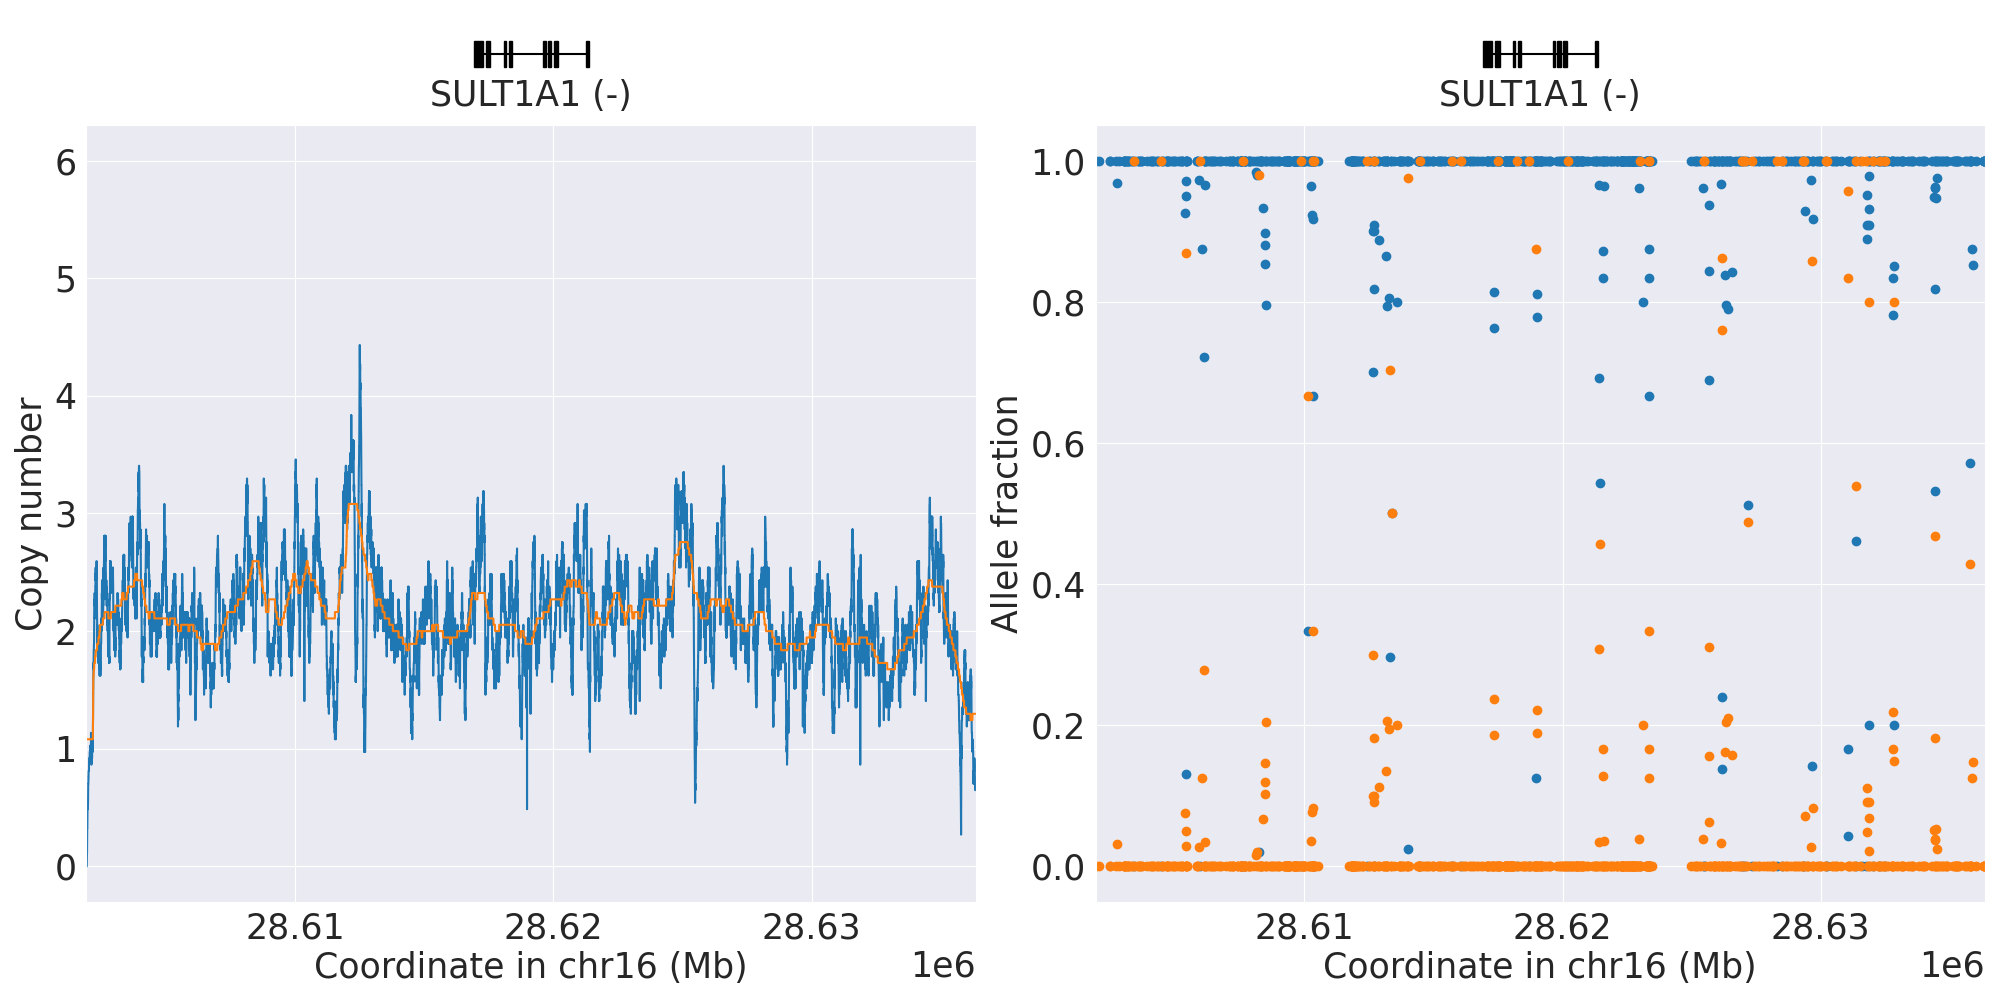 SULT1A1 (-)
Copy number
6
5
4
3
2
1
0
28.61
28.62
28.63
Coordinate in chr16 (Mb)
1e6
SULT1A1 (-)
Allele fraction
1.0
0.8
0.6
0.4
0.2
0.0
28.61
28.62
28.63
Coordinate in chr16 (Mb)
1e6